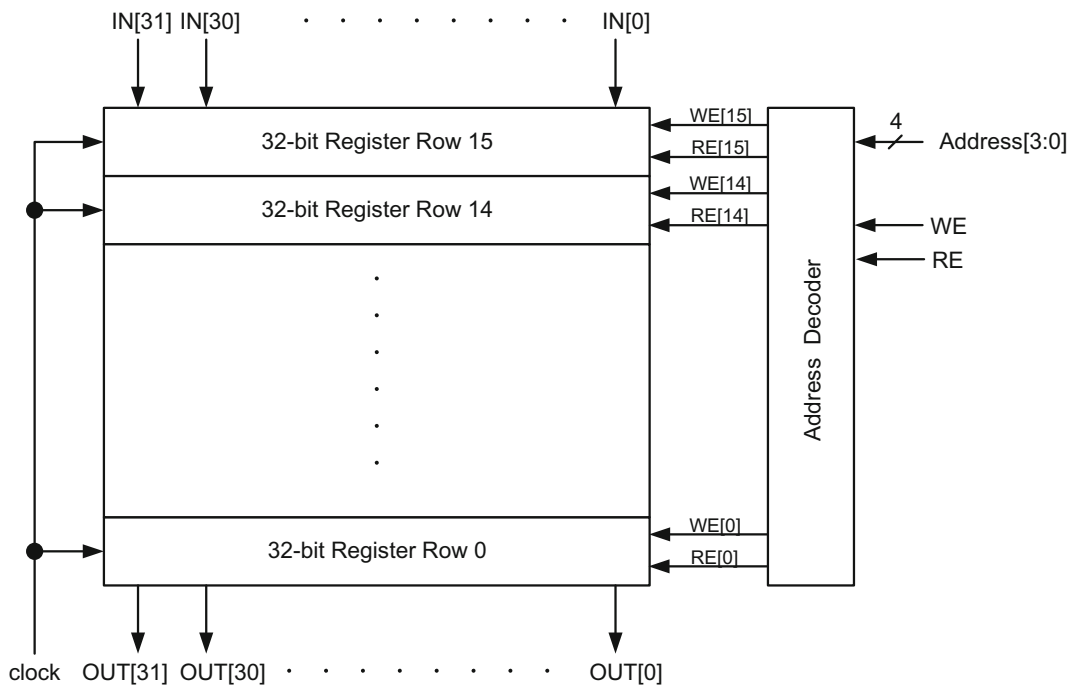 IN[31] IN[30] . . . . . . . . IN[0]
32-bit Register Row 15
WE[15]
RE[15]
4
Address[3:0]
32-bit Register Row 14
WE[14]
RE[14]
WE
RE
Address Decoder
32-bit Register Row 0
WE[0]
RE[0]
clock OUT[31] OUT[30] . . . . . . . . OUT[0]